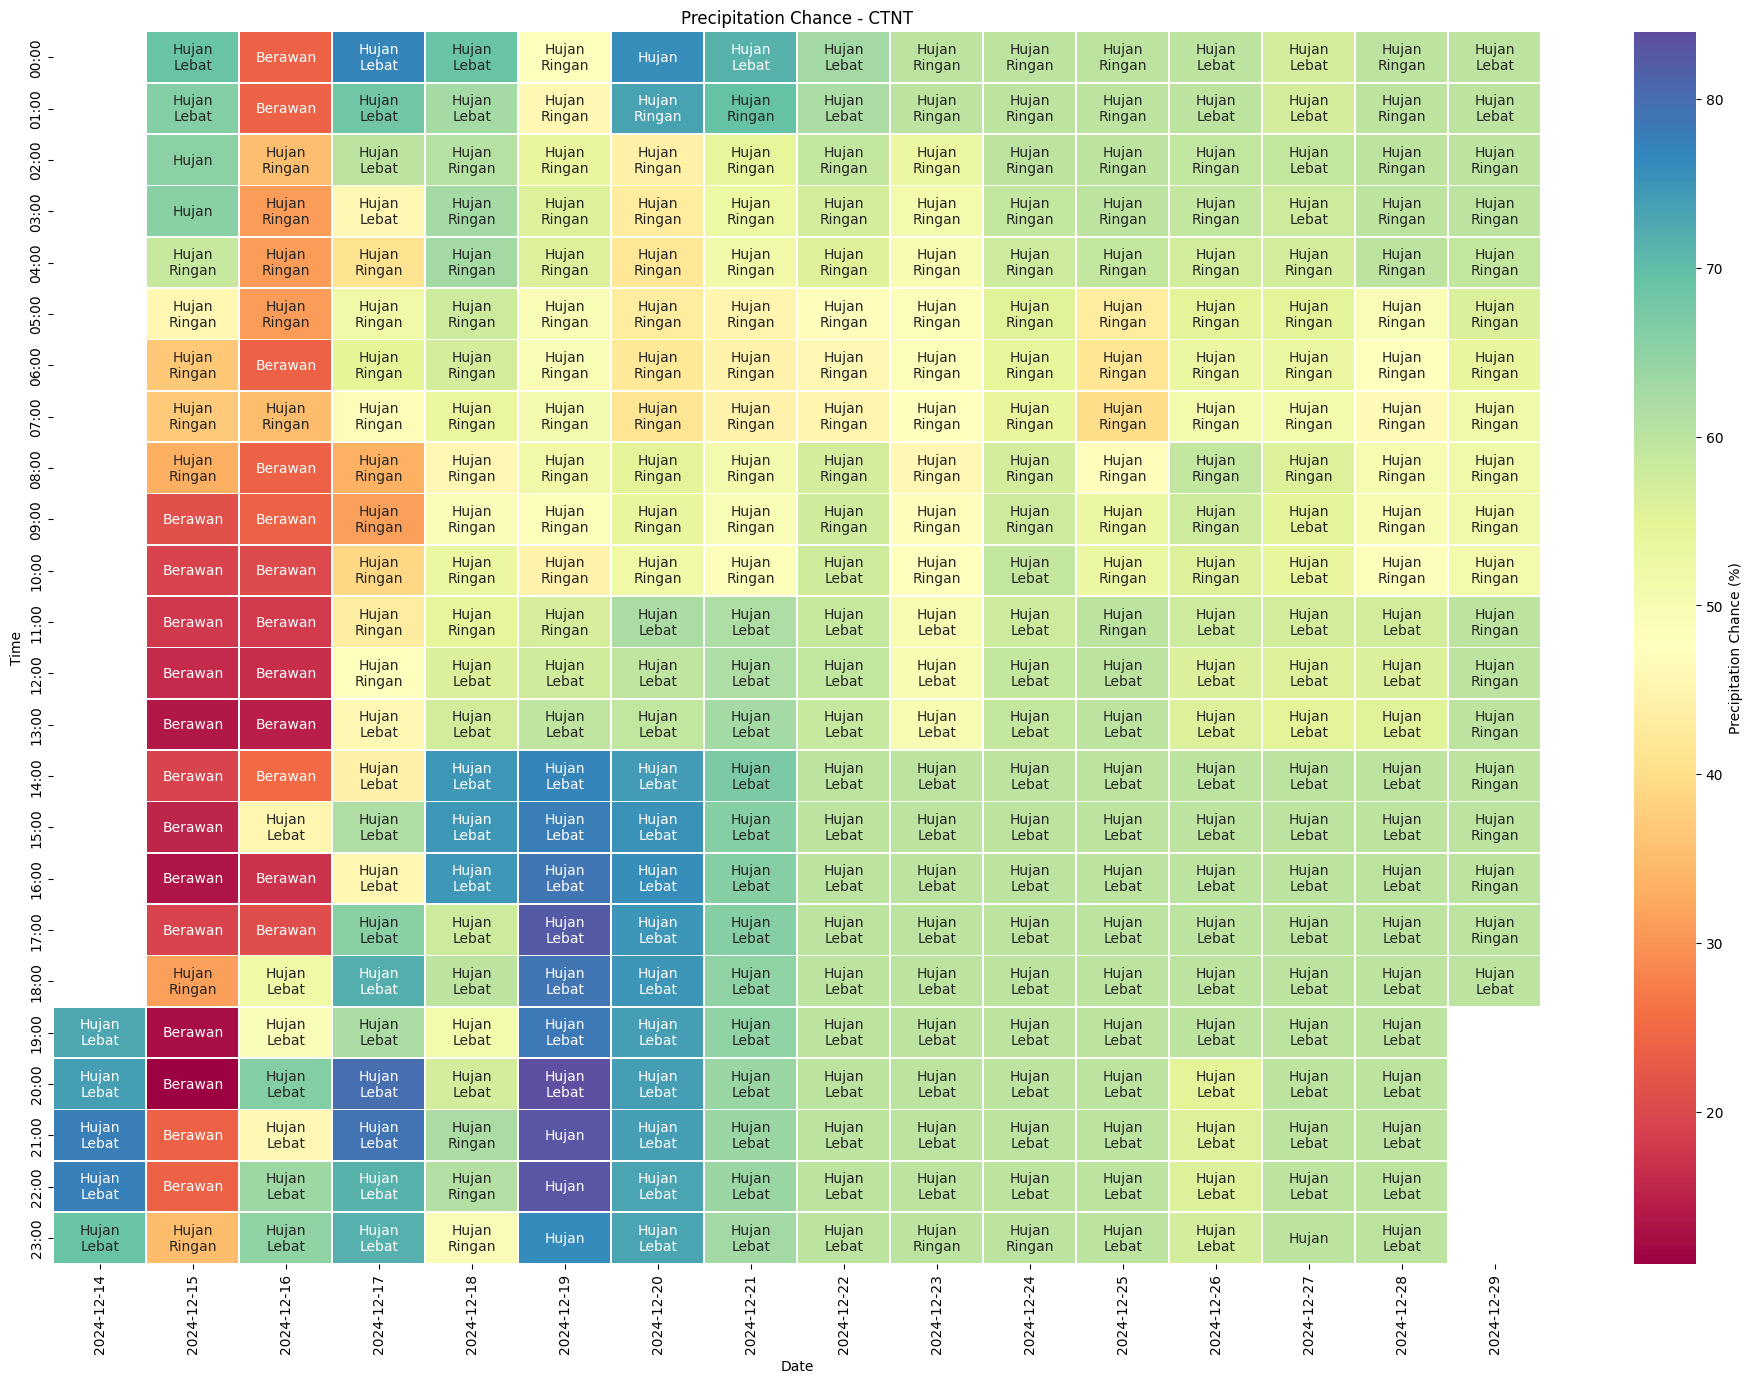 Precipitation Chance - CTNT
00:00 Hujan Lebat Berawan Hujan Lebat Hujan Lebat Hujan Ringan Hujan Hujan Lebat Hujan Lebat Hujan Ringan Hujan Ringan Hujan Ringan Hujan Lebat Hujan Lebat Hujan Ringan Hujan Lebat
01:00 Hujan Lebat Berawan Hujan Lebat Hujan Lebat Hujan Ringan Hujan Ringan Hujan Ringan Hujan Lebat Hujan Ringan Hujan Ringan Hujan Ringan Hujan Lebat Hujan Lebat Hujan Ringan Hujan Lebat
02:00 Hujan Hujan Ringan Hujan Lebat Hujan Ringan Hujan Ringan Hujan Ringan Hujan Ringan Hujan Ringan Hujan Ringan Hujan Ringan Hujan Ringan Hujan Ringan Hujan Lebat Hujan Ringan Hujan Ringan
03:00 Hujan Hujan Ringan Hujan Lebat Hujan Ringan Hujan Ringan Hujan Ringan Hujan Ringan Hujan Ringan Hujan Ringan Hujan Ringan Hujan Ringan Hujan Ringan Hujan Lebat Hujan Ringan Hujan Ringan
04:00 Hujan Ringan Hujan Ringan Hujan Ringan Hujan Ringan Hujan Ringan Hujan Ringan Hujan Ringan Hujan Ringan Hujan Ringan Hujan Ringan Hujan Ringan Hujan Ringan Hujan Ringan Hujan Ringan Hujan Ringan
05:00 Hujan Ringan Hujan Ringan Hujan Ringan Hujan Ringan Hujan Ringan Hujan Ringan Hujan Ringan Hujan Ringan Hujan Ringan Hujan Ringan Hujan Ringan Hujan Ringan Hujan Ringan Hujan Ringan Hujan Ringan
06:00 Hujan Ringan Berawan Hujan Ringan Hujan Ringan Hujan Ringan Hujan Ringan Hujan Ringan Hujan Ringan Hujan Ringan Hujan Ringan Hujan Ringan Hujan Ringan Hujan Ringan Hujan Ringan Hujan Ringan
07:00 Hujan Ringan Hujan Ringan Hujan Ringan Hujan Ringan Hujan Ringan Hujan Ringan Hujan Ringan Hujan Ringan Hujan Ringan Hujan Ringan Hujan Ringan Hujan Ringan Hujan Ringan Hujan Ringan Hujan Ringan
08:00 Hujan Ringan Berawan Hujan Ringan Hujan Ringan Hujan Ringan Hujan Ringan Hujan Ringan Hujan Ringan Hujan Ringan Hujan Ringan Hujan Ringan Hujan Ringan Hujan Ringan Hujan Ringan Hujan Ringan
09:00 Berawan Berawan Hujan Ringan Hujan Ringan Hujan Ringan Hujan Ringan Hujan Ringan Hujan Ringan Hujan Ringan Hujan Ringan Hujan Ringan Hujan Ringan Hujan Lebat Hujan Ringan Hujan Ringan
10:00 Berawan Berawan Hujan Ringan Hujan Ringan Hujan Ringan Hujan Ringan Hujan Ringan Hujan Lebat Hujan Ringan Hujan Lebat Hujan Ringan Hujan Ringan Hujan Lebat Hujan Ringan Hujan Ringan
11:00 Berawan Berawan Hujan Ringan Hujan Ringan Hujan Ringan Hujan Lebat Hujan Lebat Hujan Lebat Hujan Lebat Hujan Lebat Hujan Ringan Hujan Lebat Hujan Lebat Hujan Lebat Hujan Ringan
12:00 Berawan Berawan Hujan Ringan Hujan Lebat Hujan Lebat Hujan Lebat Hujan Lebat Hujan Lebat Hujan Lebat Hujan Lebat Hujan Lebat Hujan Lebat Hujan Lebat Hujan Lebat Hujan Ringan
13:00 Berawan Berawan Hujan Lebat Hujan Lebat Hujan Lebat Hujan Lebat Hujan Lebat Hujan Lebat Hujan Lebat Hujan Lebat Hujan Lebat Hujan Lebat Hujan Lebat Hujan Lebat Hujan Ringan
14:00 Berawan Berawan Hujan Lebat Hujan Lebat Hujan Lebat Hujan Lebat Hujan Lebat Hujan Lebat Hujan Lebat Hujan Lebat Hujan Lebat Hujan Lebat Hujan Lebat Hujan Lebat Hujan Ringan
15:00 Berawan Hujan Lebat Hujan Lebat Hujan Lebat Hujan Lebat Hujan Lebat Hujan Lebat Hujan Lebat Hujan Lebat Hujan Lebat Hujan Lebat Hujan Lebat Hujan Lebat Hujan Lebat Hujan Ringan
16:00 Berawan Berawan Hujan Lebat Hujan Lebat Hujan Lebat Hujan Lebat Hujan Lebat Hujan Lebat Hujan Lebat Hujan Lebat Hujan Lebat Hujan Lebat Hujan Lebat Hujan Lebat Hujan Ringan
17:00 Berawan Berawan Hujan Lebat Hujan Lebat Hujan Lebat Hujan Lebat Hujan Lebat Hujan Lebat Hujan Lebat Hujan Lebat Hujan Lebat Hujan Lebat Hujan Lebat Hujan Lebat Hujan Ringan
18:00 Hujan Ringan Hujan Lebat Hujan Lebat Hujan Lebat Hujan Lebat Hujan Lebat Hujan Lebat Hujan Lebat Hujan Lebat Hujan Lebat Hujan Lebat Hujan Lebat Hujan Lebat Hujan Lebat Hujan Lebat
19:00 Hujan Lebat Berawan Hujan Lebat Hujan Lebat Hujan Lebat Hujan Lebat Hujan Lebat Hujan Lebat Hujan Lebat Hujan Lebat Hujan Lebat Hujan Lebat Hujan Lebat Hujan Lebat Hujan Lebat
20:00 Hujan Lebat Berawan Hujan Lebat Hujan Lebat Hujan Lebat Hujan Lebat Hujan Lebat Hujan Lebat Hujan Lebat Hujan Lebat Hujan Lebat Hujan Lebat Hujan Lebat Hujan Lebat Hujan Lebat
21:00 Hujan Lebat Berawan Hujan Lebat Hujan Lebat Hujan Ringan Hujan Hujan Lebat Hujan Lebat Hujan Lebat Hujan Lebat Hujan Lebat Hujan Lebat Hujan Lebat Hujan Lebat Hujan Lebat
22:00 Hujan Lebat Berawan Hujan Lebat Hujan Lebat Hujan Ringan Hujan Hujan Lebat Hujan Lebat Hujan Lebat Hujan Lebat Hujan Lebat Hujan Lebat Hujan Lebat Hujan Lebat Hujan Lebat
23:00 Hujan Lebat Hujan Ringan Hujan Lebat Hujan Lebat Hujan Ringan Hujan Hujan Lebat Hujan Lebat Hujan Lebat Hujan Ringan Hujan Ringan Hujan Lebat Hujan Lebat Hujan Hujan Lebat
Time
2024-12-14
2024-12-15
2024-12-16
2024-12-17
2024-12-18
2024-12-19
2024-12-20
2024-12-21
2024-12-22
2024-12-23
2024-12-24
2024-12-25
2024-12-26
2024-12-27
2024-12-28
2024-12-29
Date
80
70
60
50
40
30
20
Precipitation Chance (%)